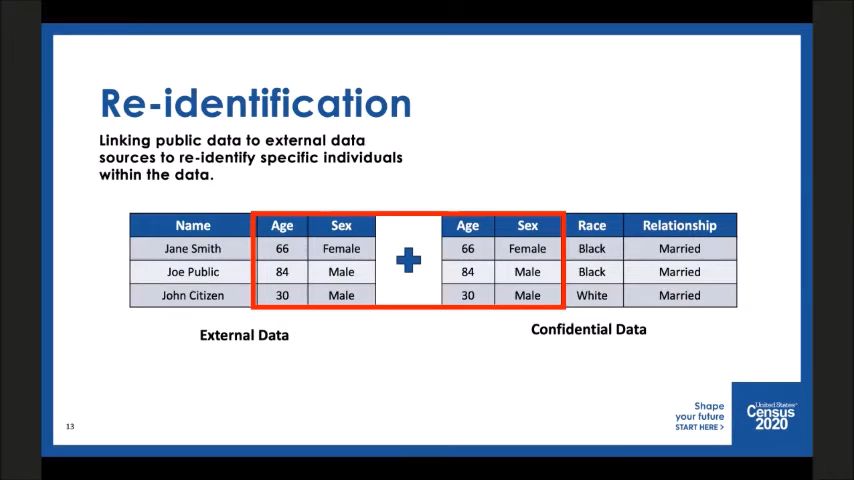 Re-identification
Linking public data to external data
sources to re-identify specific individuals
within the data.
Name Age Sex Age Sex Race Relationship
Jane Smith 66 Female 66 Female Black Married
Joe Public 84 Male 84 Male Black Married
John Citizen 30 Male 30 Male White Married
External Data
Confidential Data
Shape
your future
START HERE >
United States®
Census
2020
13